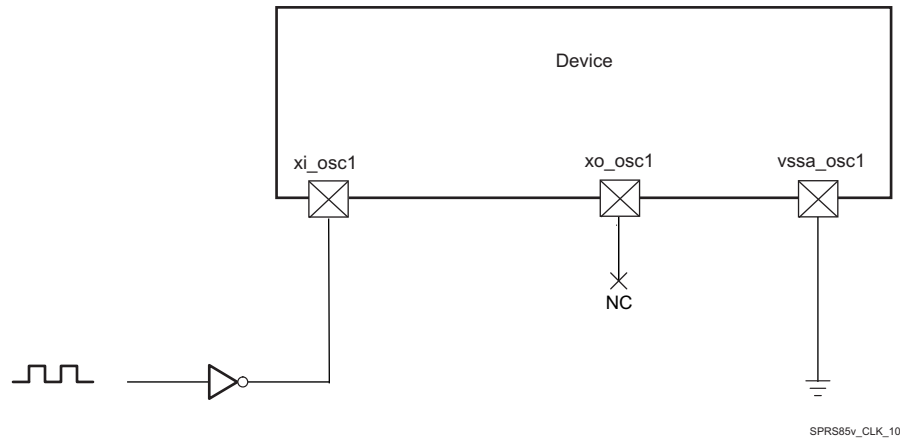 Device
xi_osc1
xo_osc1
vssa_osc1
NC
SPRS85v_CLK_10